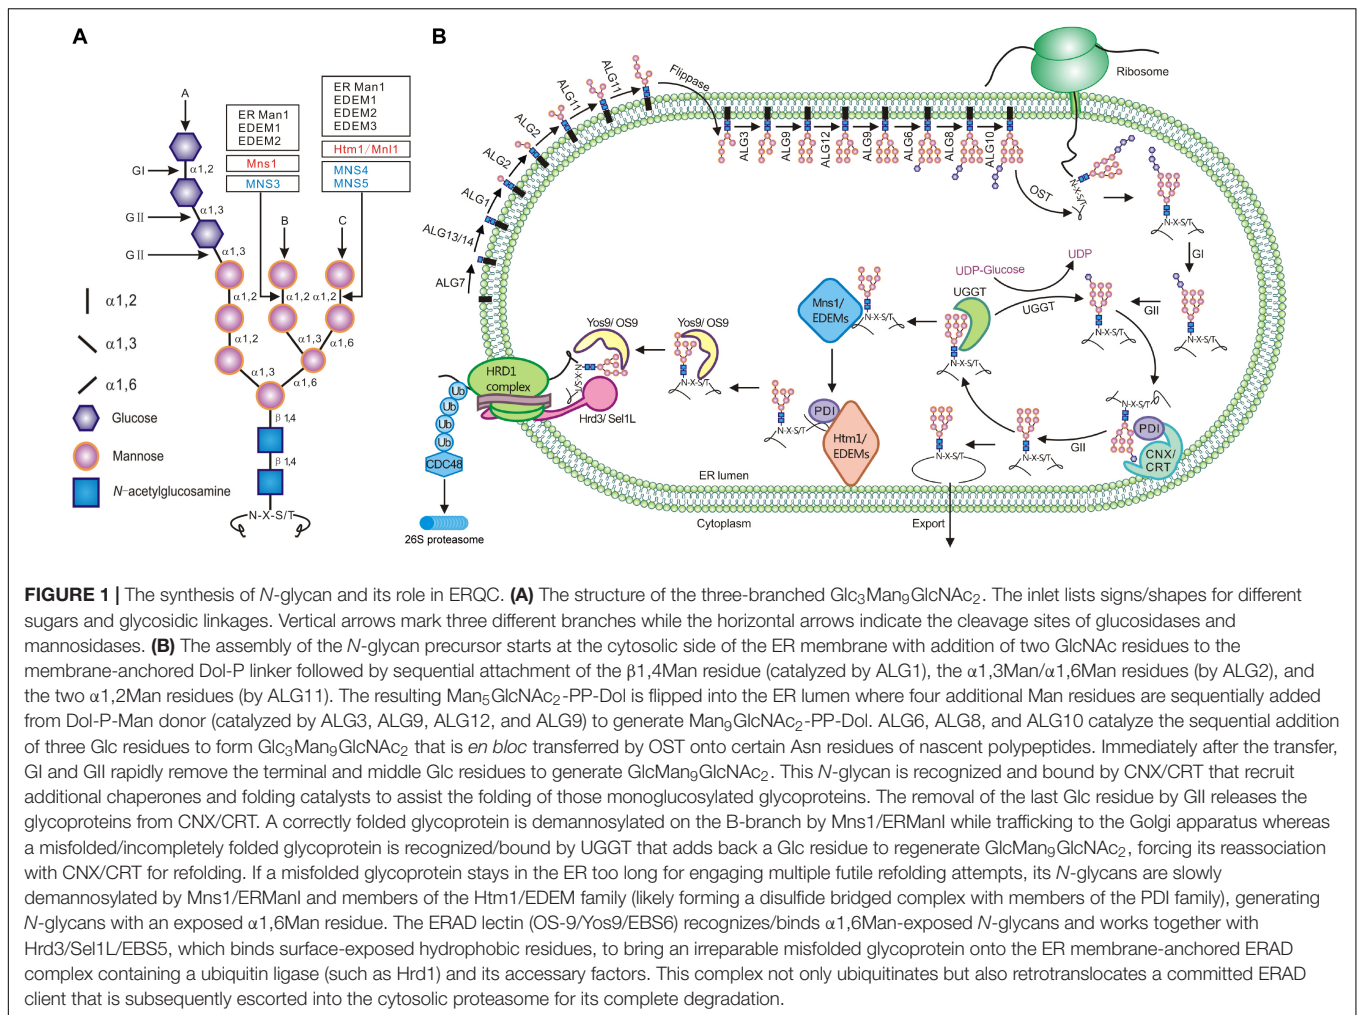 A
B
A
ER Man1
EDEM1
EDEM2
Mns1
MNS3
ER Man1
EDEM1
EDEM2
EDEM3
Htm1/Mnl1
MNS4
MNS5
GI
α1,2
α1,3
GII
GII
α1,3
B
C
α1,2
α1,2
α1,2
α1,2
α1,3
α1,6
α1,3
α1,6
β1,4
β1,4
N-X-S/T
α1,2
α1,3
α1,6
Glucose
Mannose
N-acetylglucosamine
ALG7
ALG13/14
ALG1
ALG2
ALG2
ALG11
ALG11
Flippase
ALG3
ALG9
ALG12
ALG9
ALG6
ALG8
ALG10
Ribosome
OST
N-X-S/T
N-X-S/T
GI
N-X-S/T
GII
N-X-S/T
UDP-Glucose
UDP
UGGT
UGGT
N-X-S/T
Mns1/
EDEMs
N-X-S/T
N-X-S/T
PDI
CNX/
CRT
GII
N-X-S/T
N-X-S/T
Export
PDI
Htm1/
EDEMs
N-X-S/T
Yos9/OS9
N-X-S/T
Yos9/OS9
N-X-S/T
Hrd3/Sel1L
HRD1
complex
Ub
Ub
Ub
Ub
CDC48
26S proteasome
ER lumen
Cytoplasm
FIGURE 1 | The synthesis of N-glycan and its role in ERQC. (A) The structure of the three-branched Glc3Man9GlcNAc2. The inlet lists signs/shapes for different
sugars and glycosidic linkages. Vertical arrows mark three different branches while the horizontal arrows indicate the cleavage sites of glucosidases and
mannosidases. (B) The assembly of the N-glycan precursor starts at the cytosolic side of the ER membrane with addition of two GlcNAc residues to the
membrane-anchored Dol-P linker followed by sequential attachment of the β1,4Man residue (catalyzed by ALG1), the α1,3Man/α1,6Man residues (by ALG2), and
the two α1,2Man residues (by ALG11). The resulting Man5GlcNAc2-PP-Dol is flipped into the ER lumen where four additional Man residues are sequentially added
from Dol-P-Man donor (catalyzed by ALG3, ALG9, ALG12, and ALG9) to generate Man9GlcNAc2-PP-Dol. ALG6, ALG8, and ALG10 catalyze the sequential addition
of three Glc residues to form Glc3Man9GlcNAc2 that is en bloc transferred by OST onto certain Asn residues of nascent polypeptides. Immediately after the transfer,
GI and GII rapidly remove the terminal and middle Glc residues to generate GlcMan9GlcNAc2. This N-glycan is recognized and bound by CNX/CRT that recruit
additional chaperones and folding catalysts to assist the folding of those monoglucosylated glycoproteins. The removal of the last Glc residue by GII releases the
glycoproteins from CNX/CRT. A correctly folded glycoprotein is demannosylated on the B-branch by Mns1/ERManI while trafficking to the Golgi apparatus whereas
a misfolded/incompletely folded glycoprotein is recognized/bound by UGGT that adds back a Glc residue to regenerate GlcMan9GlcNAc2, forcing its reassociation
with CNX/CRT for refolding. If a misfolded glycoprotein stays in the ER too long for engaging multiple futile refolding attempts, its N-glycans are slowly
demannosylated by Mns1/ERManI and members of the Htm1/EDEM family (likely forming a disulfide bridged complex with members of the PDI family), generating
N-glycans with an exposed α1,6Man residue. The ERAD lectin (OS-9/Yos9/EBS6) recognizes/binds α1,6Man-exposed N-glycans and works together with
Hrd3/Sel1L/EBS5, which binds surface-exposed hydrophobic residues, to bring an irreparable misfolded glycoprotein onto the ER membrane-anchored ERAD
complex containing a ubiquitin ligase (such as Hrd1) and its accessary factors. This complex not only ubiquitinates but also retrotranslocates a committed ERAD
client that is subsequently escorted into the cytosolic proteasome for its complete degradation.